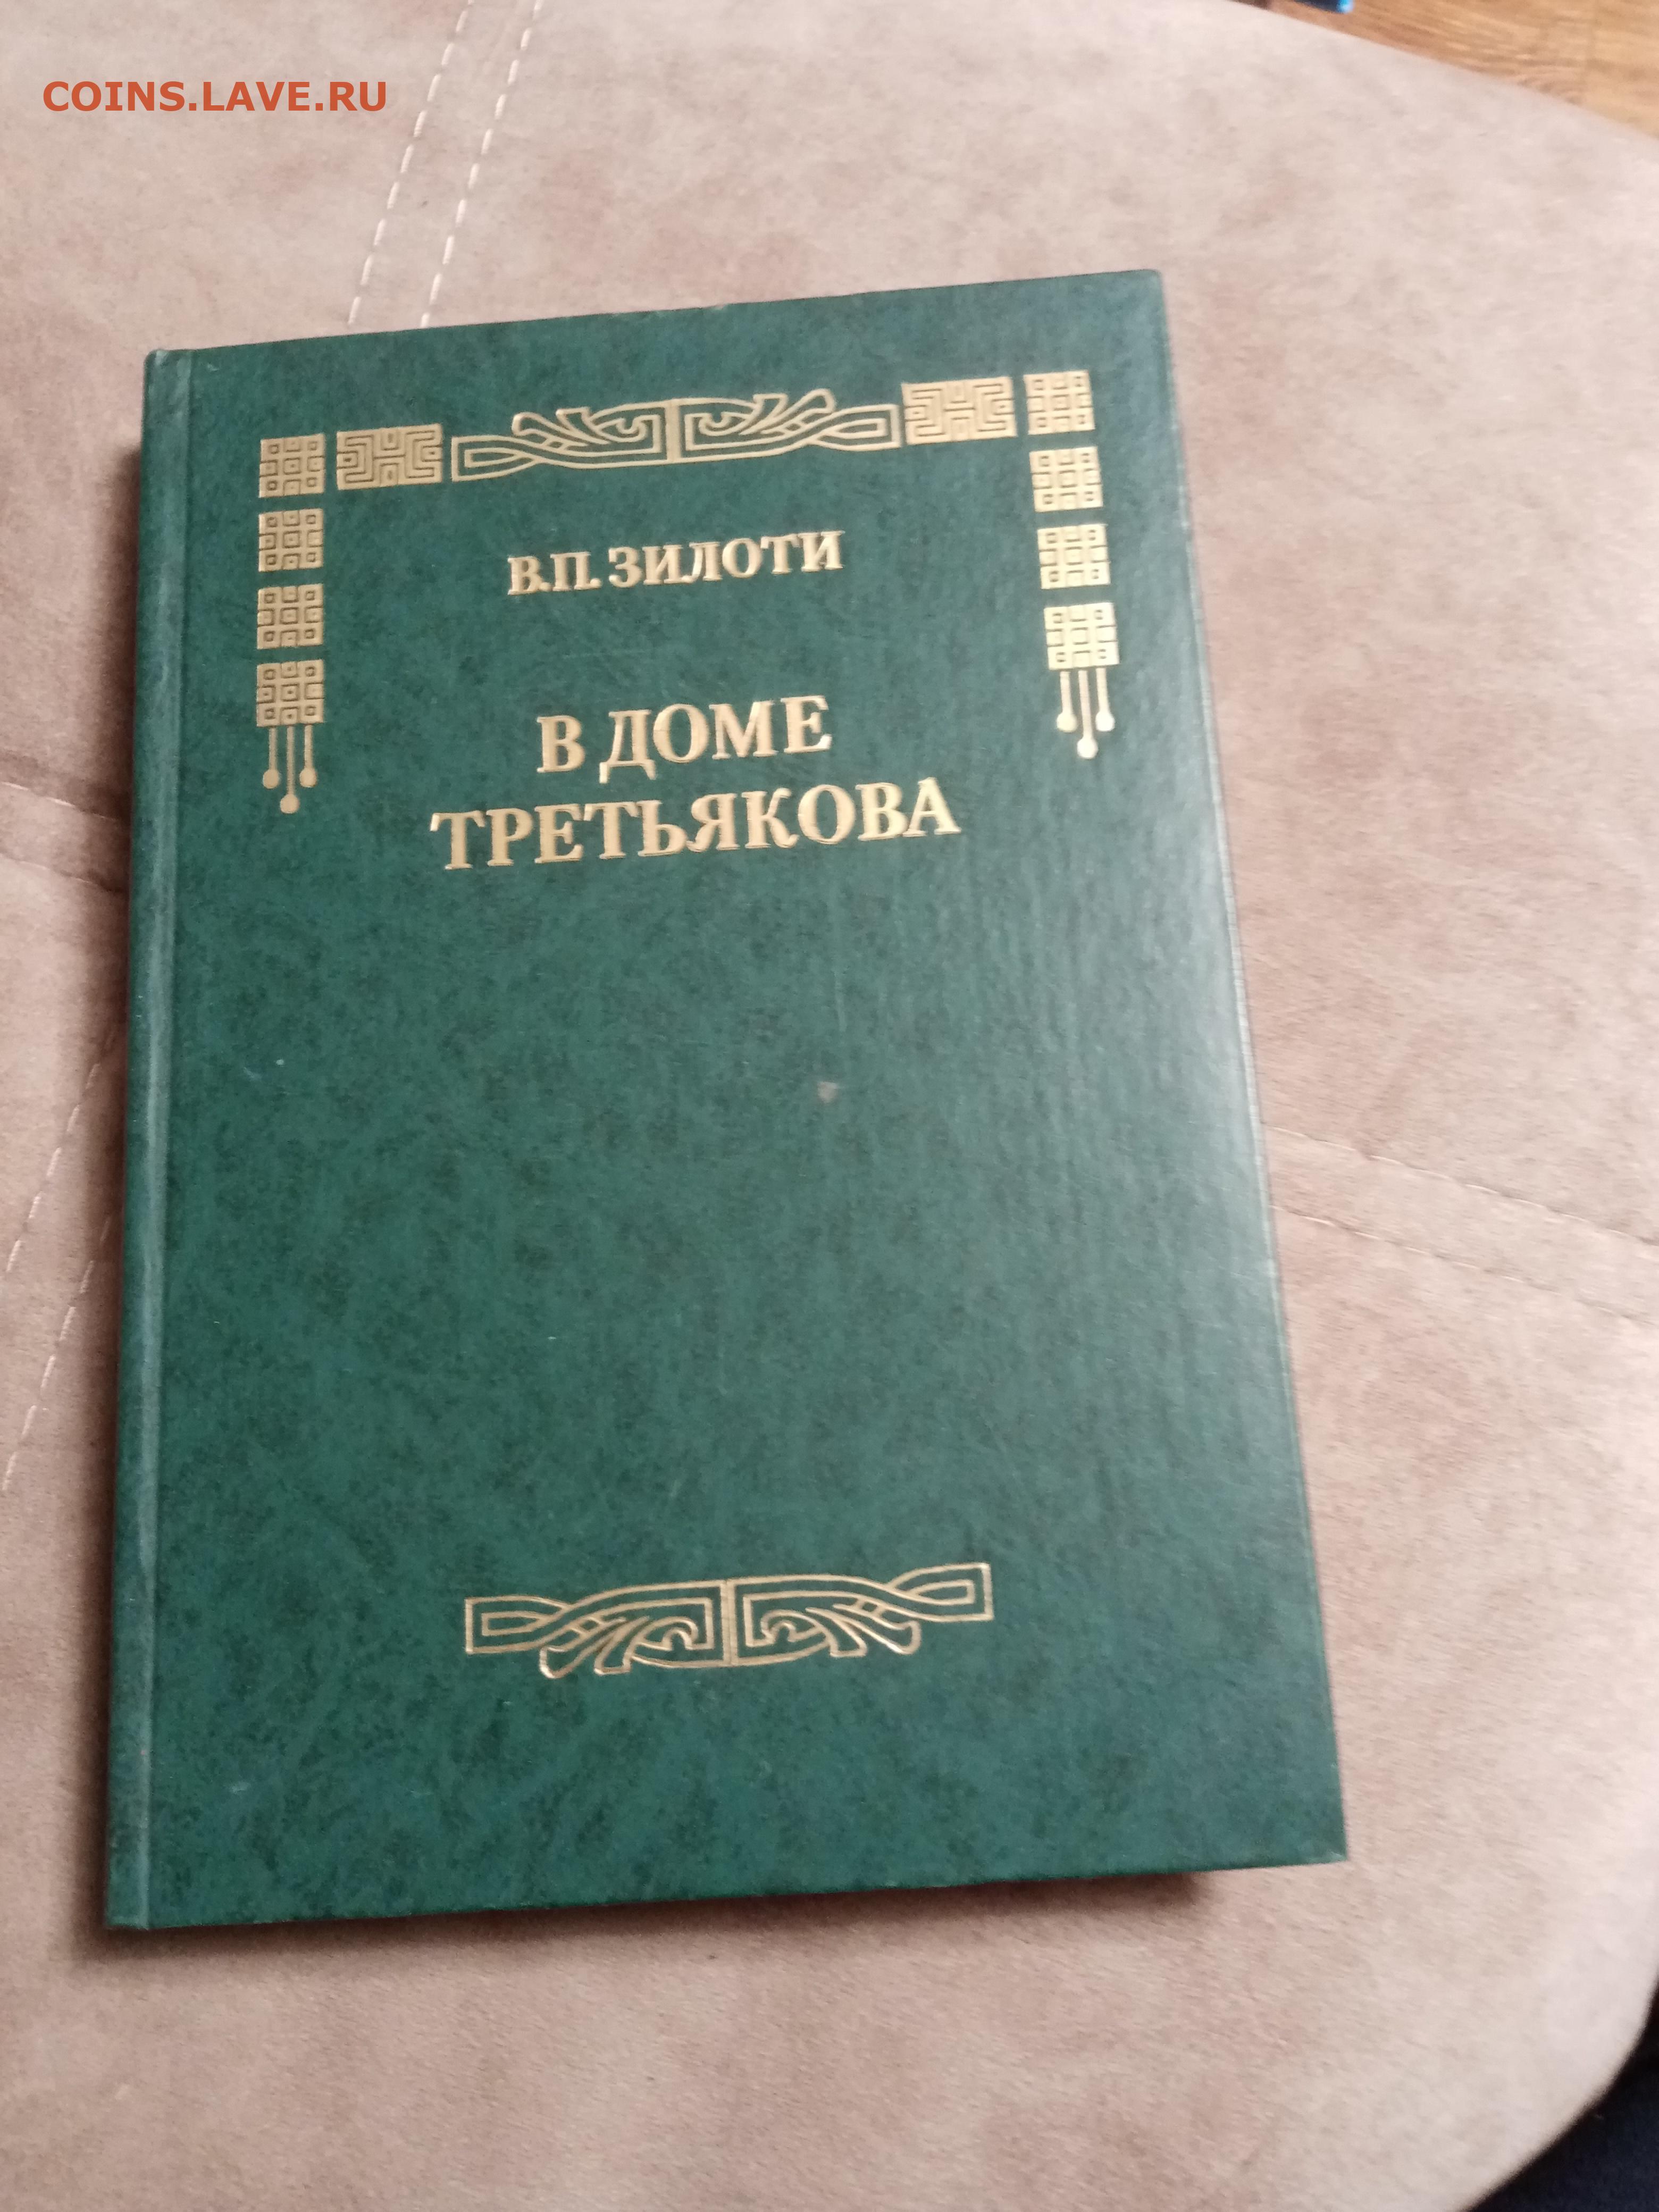 COINS.LAVE.RU
В.П. ЗИЛОТИ
В ДОМЕ
ТРЕТЬЯКОВА